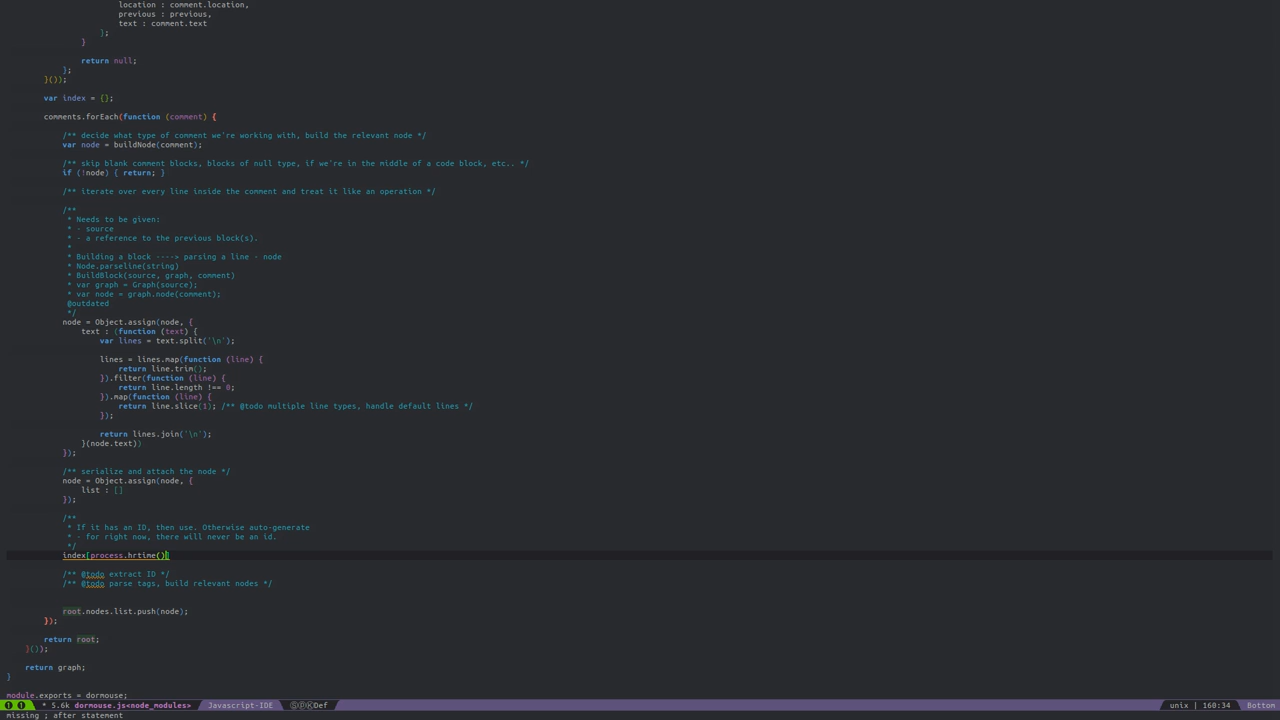 location : comment.location,
previous : previous,
text : comment.text
};
}
return null;
};
}());
var index = {};
comments.forEach(function (comment) {
/** decide what type of comment we're working with, build the relevant node */
var node = buildNode(comment);
/** skip blank comment blocks, blocks of null type, if we're in the middle of a code block, etc.. */
if (!node) { return; }
/** iterate over every line inside the comment and treat it like an operation */
/**
* Needs to be given:
* - source
* - a reference to the previous block(s).
*
* Building a block ----> parsing a line - node
* Node.parseline(string)
* BuildBlock(source, graph, comment)
* var graph = Graph(source);
* var node = graph.node(comment);
@outdated
*/
node = Object.assign(node, {
text : (function (text) {
var lines = text.split('\n');
lines = lines.map(function (line) {
return line.trim();
}).filter(function (line) {
return line.length !== 0;
}).map(function (line) {
return line.slice(1); /** @todo multiple line types, handle default lines */
});
return lines.join('\n');
}(node.text))
});
/** serialize and attach the node */
node = Object.assign(node, {
list : []
});
/**
* If it has an ID, then use. Otherwise auto-generate
* - for right now, there will never be an id.
*/
index[process.hrtime()]
/** @todo extract ID */
/** @todo parse tags, build relevant nodes */
root.nodes.list.push(node);
});
return root;
}());
return graph;
}
module.exports = dormouse;
1 1 * 5.6k dormouse.js<node_modules> Javascript-IDE ⓈⓟⓀDef unix | 160:34 Bottom
missing ; after statement